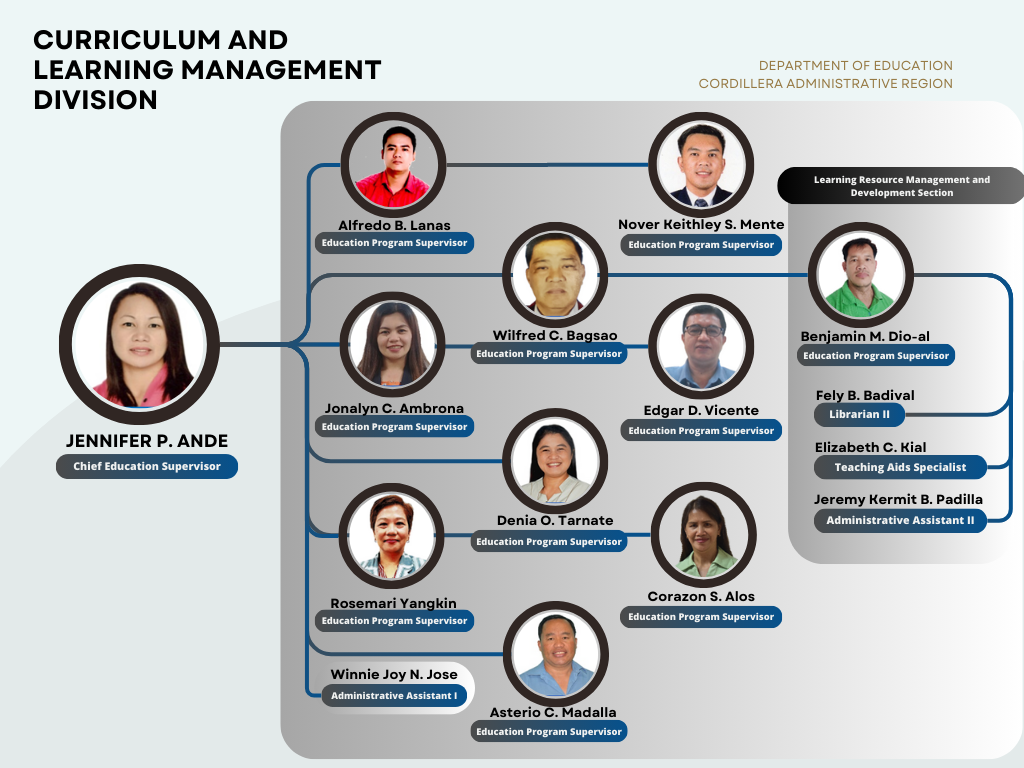 CURRICULUM AND
LEARNING MANAGEMENT
DIVISION
DEPARTMENT OF EDUCATION
CORDILLERA ADMINISTRATIVE REGION
JENNIFER P. ANDE
Chief Education Supervisor
Alfredo B. Lanas
Education Program Supervisor
Nover Keithley S. Mente
Education Program Supervisor
Wilfred C. Bagsao
Education Program Supervisor
Jonalyn C. Ambrona
Education Program Supervisor
Edgar D. Vicente
Education Program Supervisor
Denia O. Tarnate
Education Program Supervisor
Rosemari Yangkin
Education Program Supervisor
Corazon S. Alos
Education Program Supervisor
Winnie Joy N. Jose
Administrative Assistant I
Asterio C. Madalla
Education Program Supervisor
Learning Resource Management and
Development Section
Benjamin M. Dio-al
Education Program Supervisor
Fely B. Badival
Librarian II
Elizabeth C. Kial
Teaching Aids Specialist
Jeremy Kermit B. Padilla
Administrative Assistant II